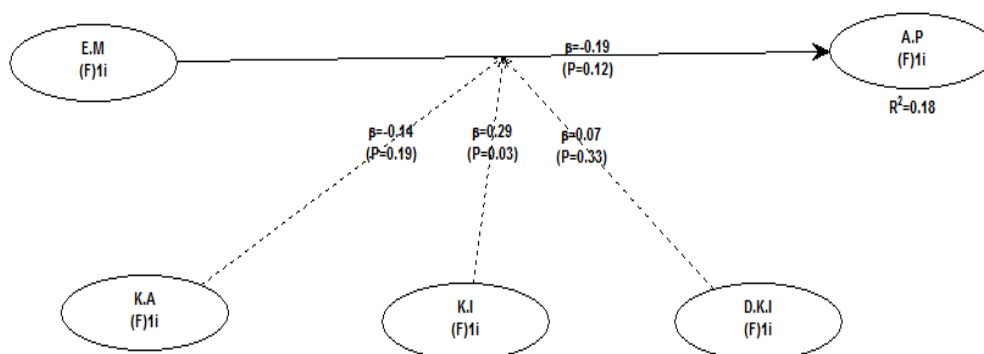 E.M
(F)1i
β=-0.19
(P=0.12)
A.P
(F)1i
R²=0.18
β=-0.14
(P=0.19)
β=0.29
(P=0.03)
β=0.07
(P=0.33)
K.A
(F)1i
K.I
(F)1i
D.K.I
(F)1i